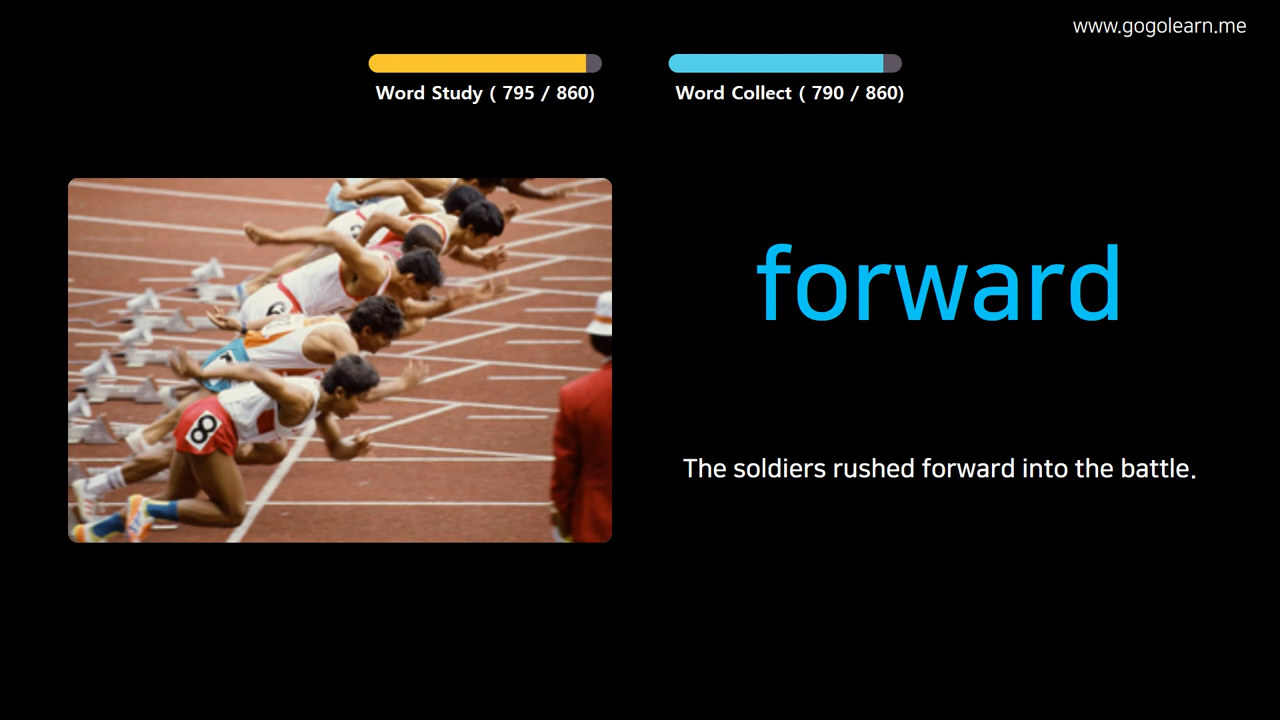 www.gogolearn.me
Word Study ( 795 / 860)
Word Collect ( 790 / 860)
forward
The soldiers rushed forward into the battle.
8